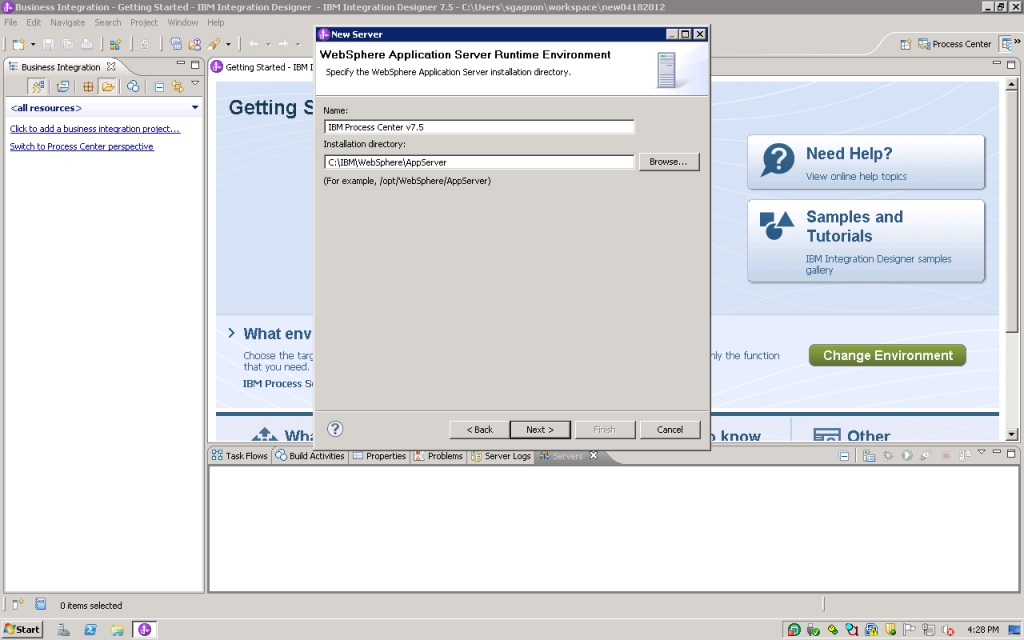 Business Integration - Getting Started - IBM Integration Designer - IBM Integration Designer 7.5 - C:\Users\sgagnon\workspace\new04182012
File Edit Navigate Search Project Window Help
Process Center
Business Integration
<all resources>
Click to add a business integration project...
Switch to Process Center perspective
Getting Started - IBM I
Getting S
New Server
WebSphere Application Server Runtime Environment
Specify the WebSphere Application Server installation directory.
Name:
IBM Process Center v7.5
Installation directory:
C:\IBM\WebSphere\AppServer
Browse...
(For example, /opt/WebSphere/AppServer)
< Back
Next >
Finish
Cancel
Need Help?
View online help topics
Samples and
Tutorials
IBM Integration Designer samples
gallery
What env
Choose the targ
that you need.
IBM Process S
nly the function
Change Environment
Wha
o know
Other
Task Flows Build Activities Properties Problems Server Logs Servers
0 items selected
Start
4:28 PM